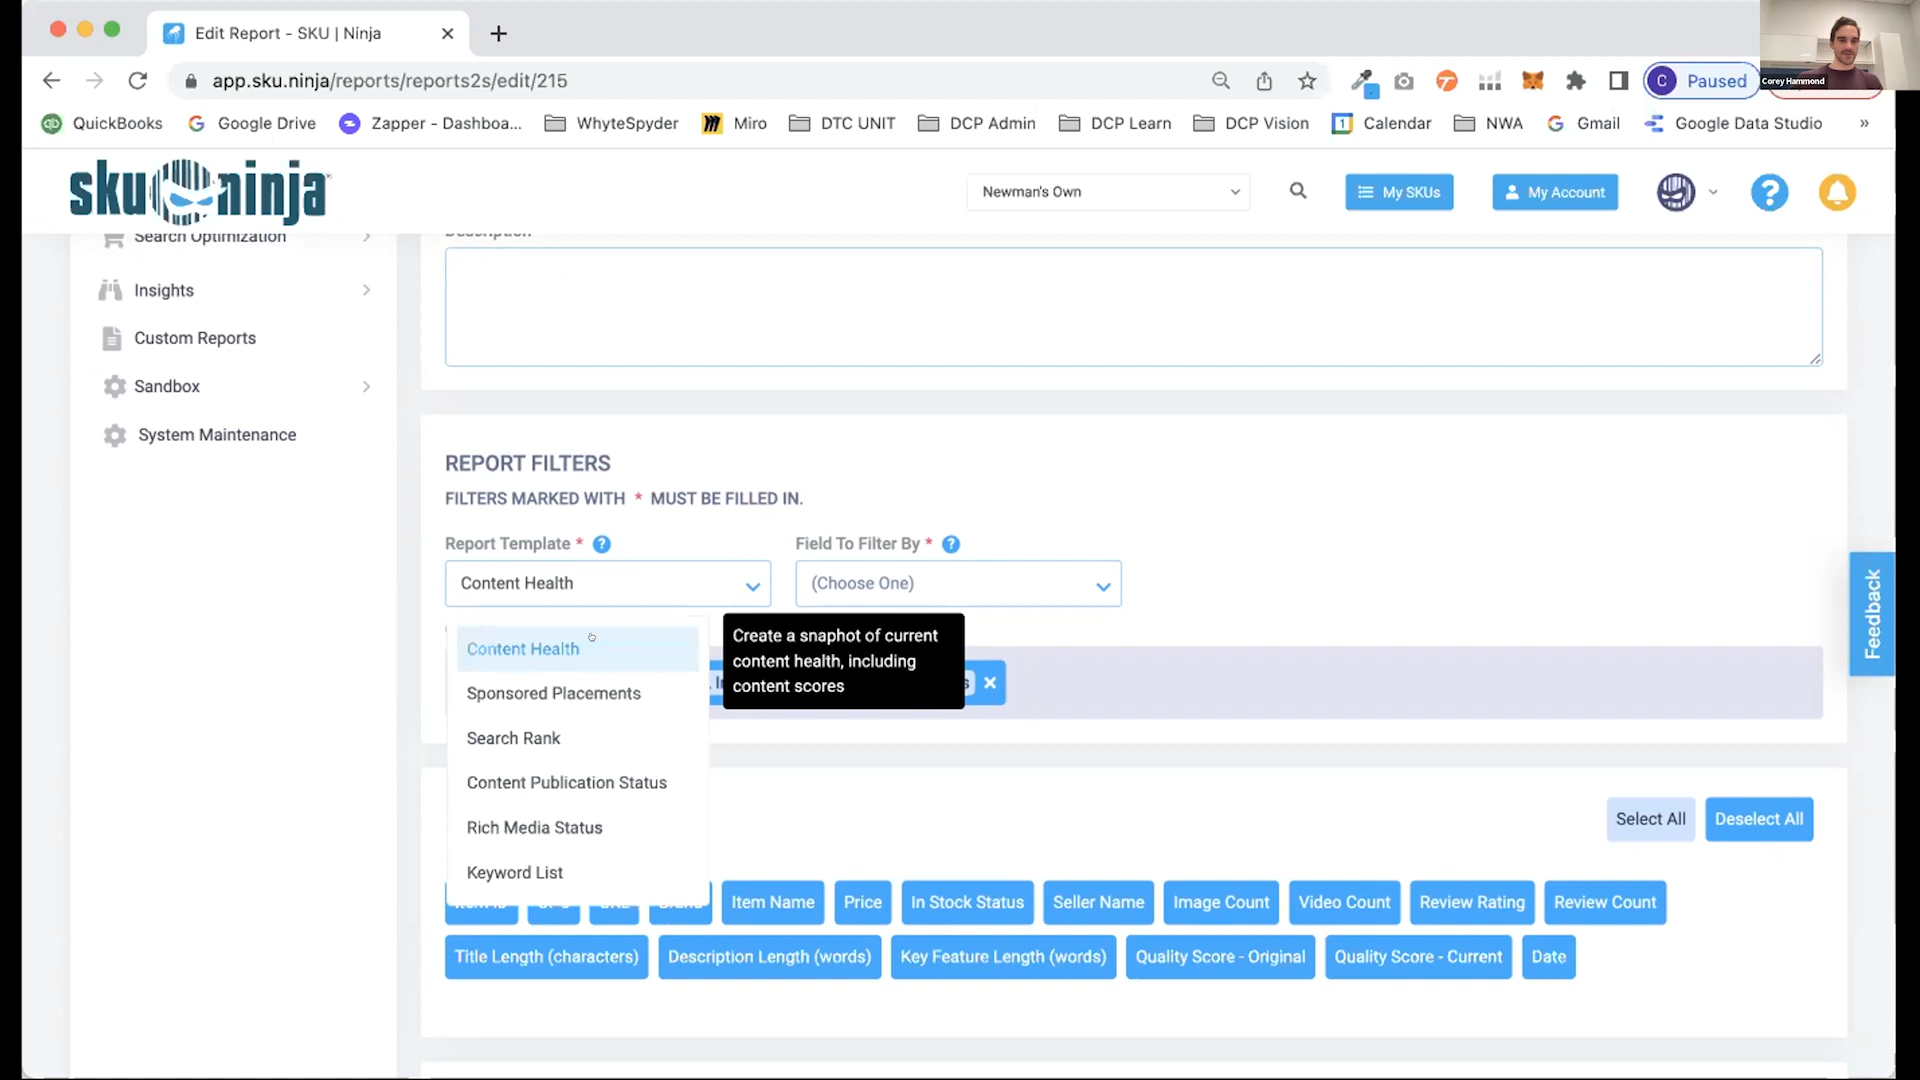 Edit Report - SKU | Ninja
app.sku.ninja/reports/reports2s/edit/215
C Paused
Corey Hammond
QuickBooks Google Drive Zapper - Dashboa... WhyteSpyder Miro DTC UNIT DCP Admin DCP Learn DCP Vision Calendar NWA Gmail Google Data Studio »
sku ninja
Newman's Own
My SKUs
My Account
Search Optimization
Insights
Custom Reports
Sandbox
System Maintenance
Description
REPORT FILTERS
FILTERS MARKED WITH * MUST BE FILLED IN.
Report Template * ?
Field To Filter By * ?
Content Health
(Choose One)
Content Health
Sponsored Placements
Search Rank
Content Publication Status
Rich Media Status
Keyword List
Create a snaphot of current
content health, including
content scores
Select All
Deselect All
Item Name Price In Stock Status Seller Name Image Count Video Count Review Rating Review Count
Title Length (characters) Description Length (words) Key Feature Length (words) Quality Score - Original Quality Score - Current Date
Feedback